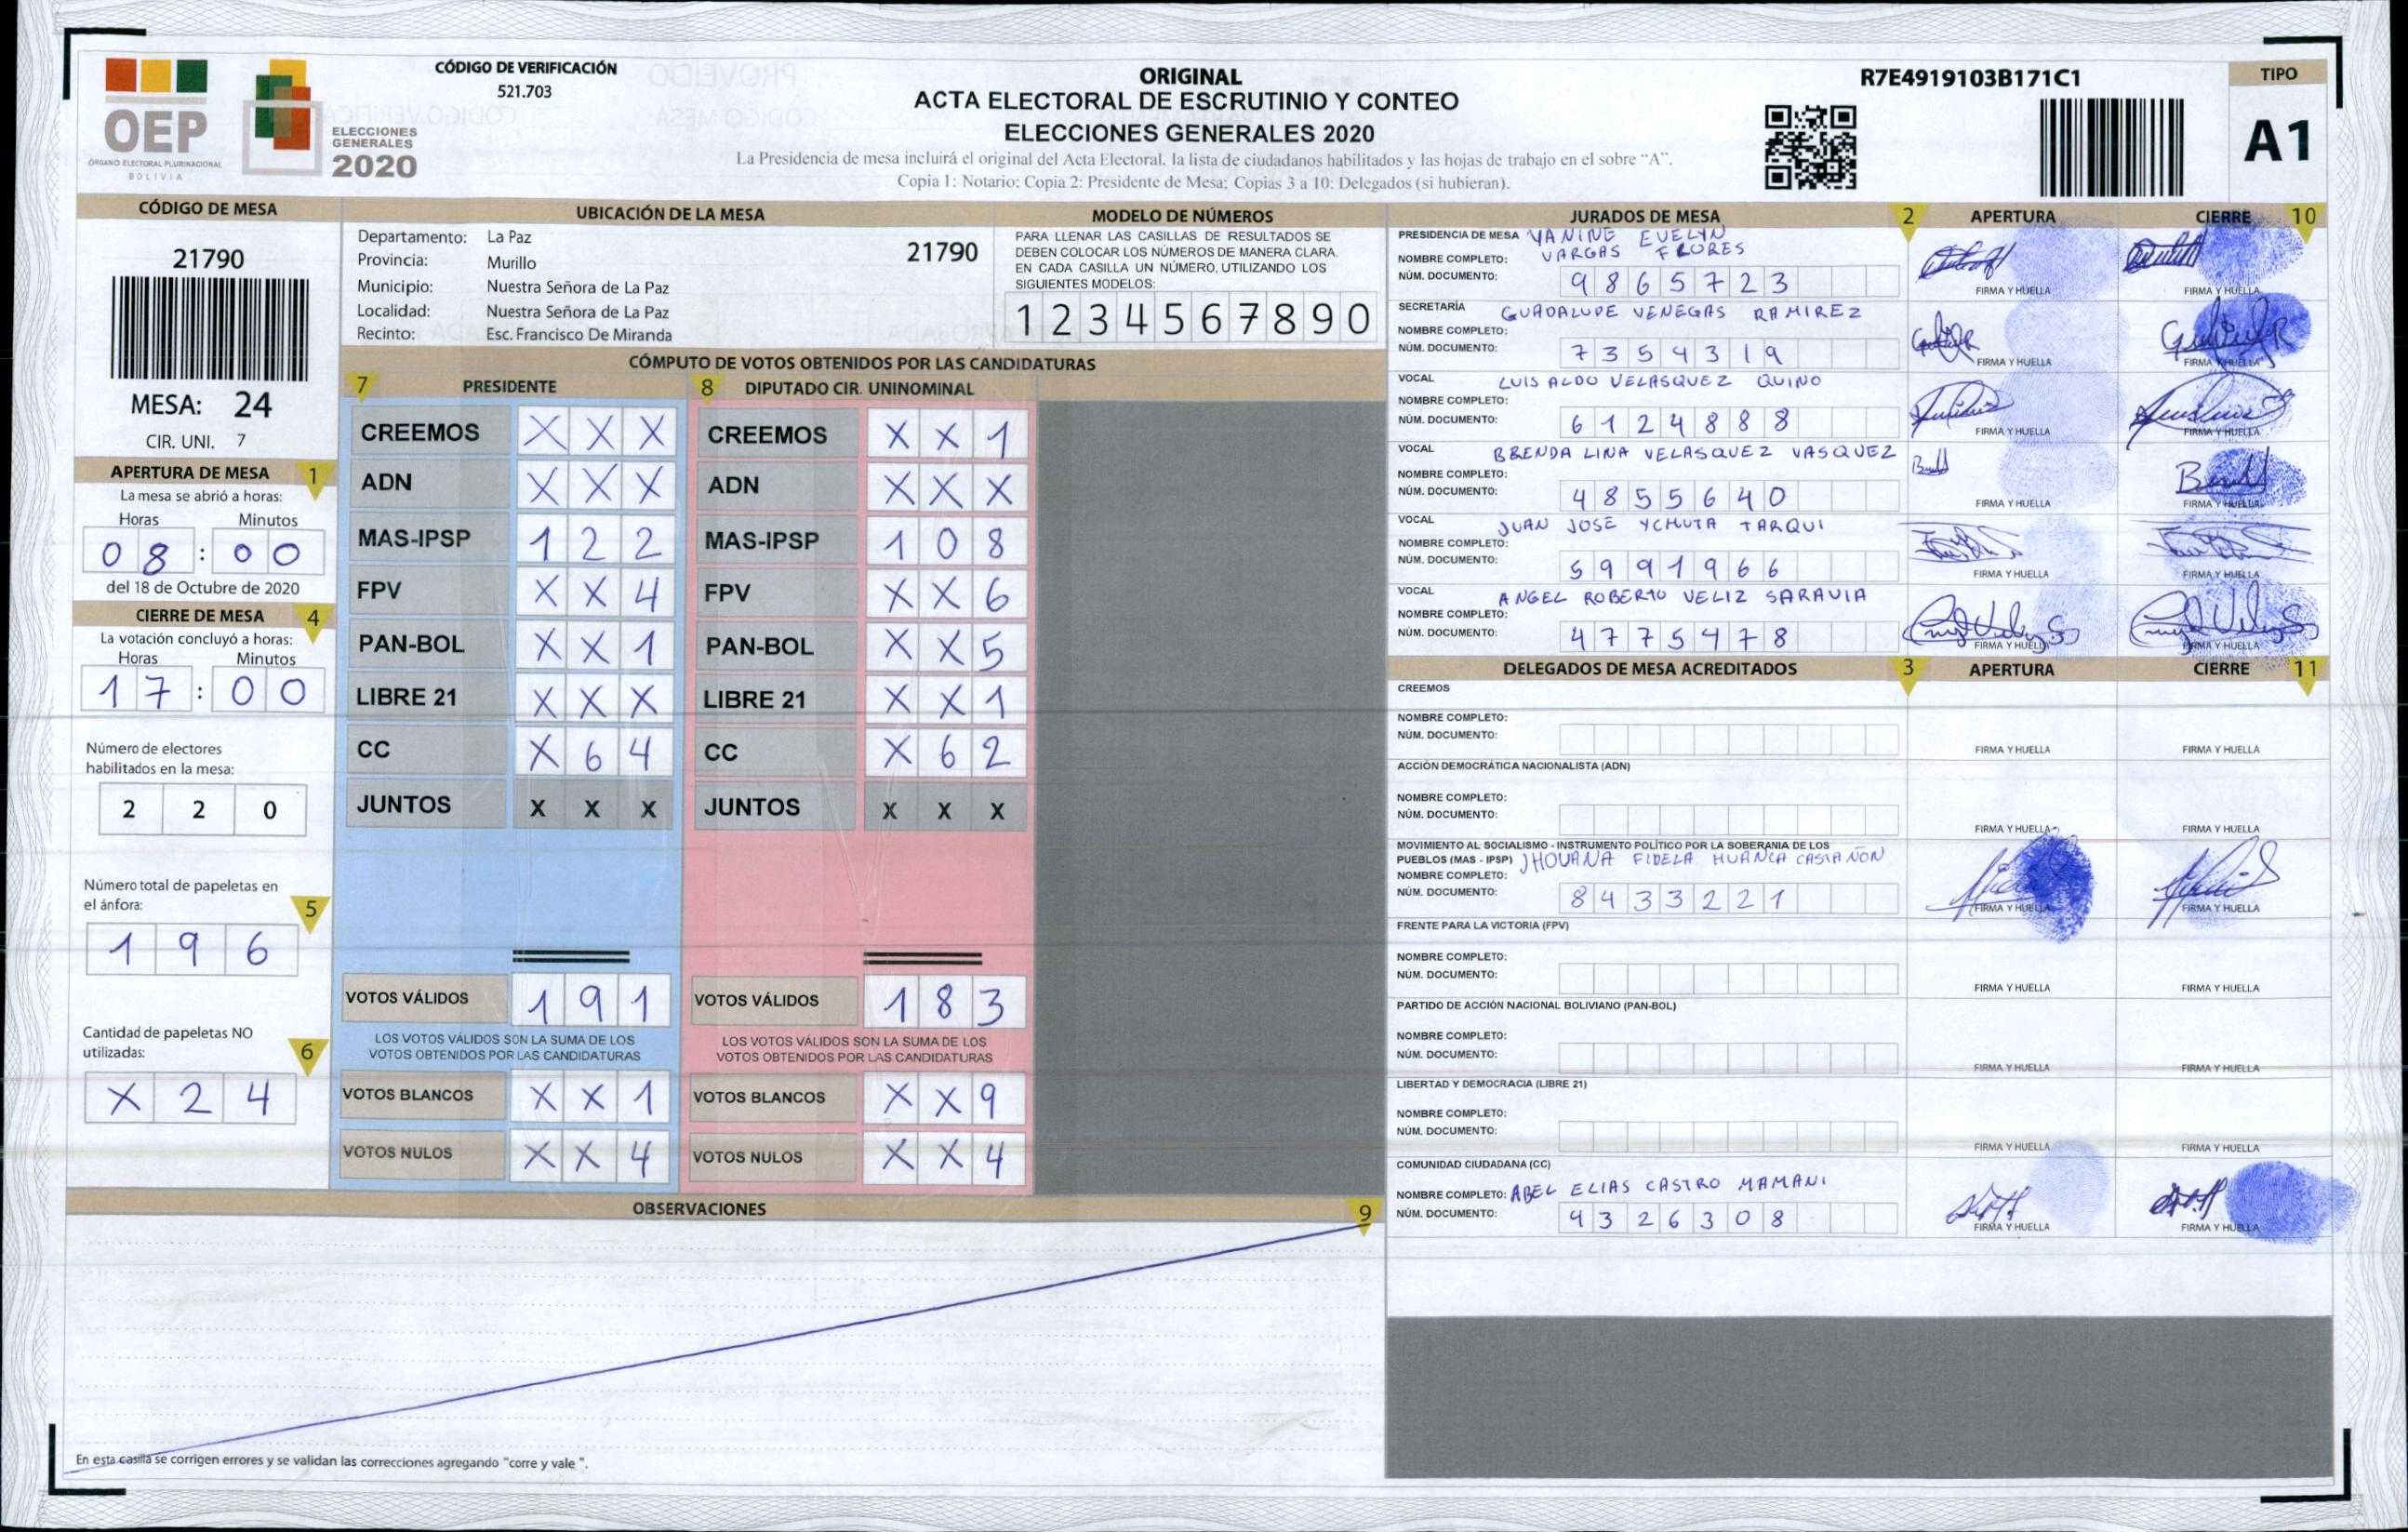 OEP
ÓRGANO ELECTORAL PLURINACIONAL
BOLIVIA
ELECCIONES
GENERALES
2020
CÓDIGO DE VERIFICACIÓN
521.703
ORIGINAL
ACTA ELECTORAL DE ESCRUTINIO Y CONTEO
ELECCIONES GENERALES 2020
La Presidencia de mesa incluirá el original del Acta Electoral, la lista de ciudadanos habilitados y las hojas de trabajo en el sobre “A”.
Copia 1: Notario; Copia 2: Presidente de Mesa; Copias 3 a 10: Delegados (si hubieran).
R7E4919103B171C1
TIPO
A1
CÓDIGO DE MESA
21790
MESA: 24
CIR. UNI. 7
APERTURA DE MESA 1
La mesa se abrió a horas:
Horas Minutos
08:00
del 18 de Octubre de 2020
CIERRE DE MESA 4
La votación concluyó a horas:
Horas Minutos
17:00
Número de electores
habilitados en la mesa:
2 2 0
Número total de papeletas en
el ánfora: 5
1 9 6
Cantidad de papeletas NO
utilizadas: 6
X 2 4
UBICACIÓN DE LA MESA
Departamento: La Paz 21790
Provincia: Murillo
Municipio: Nuestra Señora de La Paz
Localidad: Nuestra Señora de La Paz
Recinto: Esc. Francisco De Miranda
MODELO DE NÚMEROS
PARA LLENAR LAS CASILLAS DE RESULTADOS SE
DEBEN COLOCAR LOS NÚMEROS DE MANERA CLARA.
EN CADA CASILLA UN NÚMERO, UTILIZANDO LOS
SIGUIENTES MODELOS:
1 2 3 4 5 6 7 8 9 0
CÓMPUTO DE VOTOS OBTENIDOS POR LAS CANDIDATURAS
7 PRESIDENTE 8 DIPUTADO CIR. UNINOMINAL
CREEMOS X X X CREEMOS X X 1
ADN X X X ADN X X X
MAS-IPSP 1 2 2 MAS-IPSP 1 0 8
FPV X X 4 FPV X X 6
PAN-BOL X X 1 PAN-BOL X X 5
LIBRE 21 X X X LIBRE 21 X X 1
CC X 6 4 CC X 6 2
JUNTOS X X X JUNTOS X X X
VOTOS VÁLIDOS 1 9 1 VOTOS VÁLIDOS 1 8 3
LOS VOTOS VÁLIDOS SON LA SUMA DE LOS LOS VOTOS VÁLIDOS SON LA SUMA DE LOS
VOTOS OBTENIDOS POR LAS CANDIDATURAS VOTOS OBTENIDOS POR LAS CANDIDATURAS
VOTOS BLANCOS X X 1 VOTOS BLANCOS X X 9
VOTOS NULOS X X 4 VOTOS NULOS X X 4
OBSERVACIONES 9
En esta casilla se corrigen errores y se validan las correcciones agregando "corre y vale ".
JURADOS DE MESA 2 APERTURA CIERRE 10
PRESIDENCIA DE MESA YANINE EVELYN
NOMBRE COMPLETO: VARGAS FLORES
NÚM. DOCUMENTO: 9865723 FIRMA Y HUELLA FIRMA Y HUELLA
SECRETARÍA GUADALUPE VENEGAS RAMIREZ
NOMBRE COMPLETO:
NÚM. DOCUMENTO: 7354319 FIRMA Y HUELLA FIRMA Y HUELLA
VOCAL LUIS ALDO VELASQUEZ QUINO
NOMBRE COMPLETO:
NÚM. DOCUMENTO: 6124888 FIRMA Y HUELLA FIRMA Y HUELLA
VOCAL BRENDA LINA VELASQUEZ VASQUEZ
NOMBRE COMPLETO:
NÚM. DOCUMENTO: 4855640 FIRMA Y HUELLA FIRMA Y HUELLA
VOCAL JUAN JOSE YCHUTA TARQUI
NOMBRE COMPLETO:
NÚM. DOCUMENTO: 5991966 FIRMA Y HUELLA FIRMA Y HUELLA
VOCAL ANGEL ROBERTO VELIZ SARAVIA
NOMBRE COMPLETO:
NÚM. DOCUMENTO: 4775478 FIRMA Y HUELLA FIRMA Y HUELLA
DELEGADOS DE MESA ACREDITADOS 3 APERTURA CIERRE 11
CREEMOS
NOMBRE COMPLETO:
NÚM. DOCUMENTO: FIRMA Y HUELLA FIRMA Y HUELLA
ACCIÓN DEMOCRÁTICA NACIONALISTA (ADN)
NOMBRE COMPLETO:
NÚM. DOCUMENTO: FIRMA Y HUELLA FIRMA Y HUELLA
MOVIMIENTO AL SOCIALISMO - INSTRUMENTO POLÍTICO POR LA SOBERANIA DE LOS
PUEBLOS (MAS - IPSP) JHOVANA FIDELA HUANCA CASTAÑON
NOMBRE COMPLETO:
NÚM. DOCUMENTO: 8433221 FIRMA Y HUELLA FIRMA Y HUELLA
FRENTE PARA LA VICTORIA (FPV)
NOMBRE COMPLETO:
NÚM. DOCUMENTO: FIRMA Y HUELLA FIRMA Y HUELLA
PARTIDO DE ACCIÓN NACIONAL BOLIVIANO (PAN-BOL)
NOMBRE COMPLETO:
NÚM. DOCUMENTO: FIRMA Y HUELLA FIRMA Y HUELLA
LIBERTAD Y DEMOCRACIA (LIBRE 21)
NOMBRE COMPLETO:
NÚM. DOCUMENTO: FIRMA Y HUELLA FIRMA Y HUELLA
COMUNIDAD CIUDADANA (CC)
NOMBRE COMPLETO: ABEL ELIAS CASTRO MAMANI
NÚM. DOCUMENTO: 4326308 FIRMA Y HUELLA FIRMA Y HUELLA